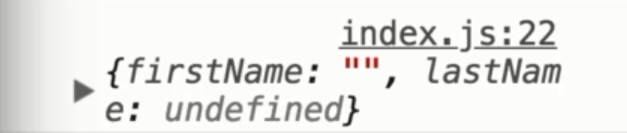 index.js:22
{firstName: "", lastNam
e: undefined}